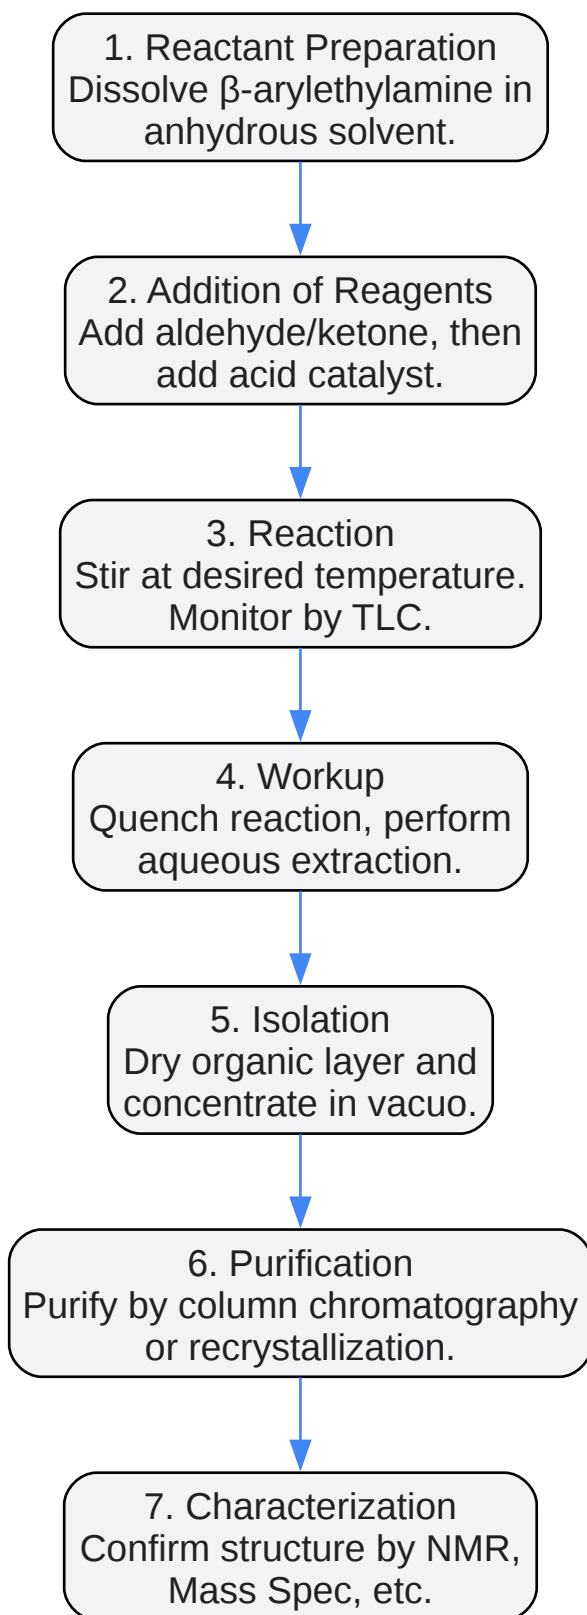 1. Reactant Preparation
Dissolve β-arylethylamine in
anhydrous solvent.
2. Addition of Reagents
Add aldehyde/ketone, then
add acid catalyst.
3. Reaction
Stir at desired temperature.
Monitor by TLC.
4. Workup
Quench reaction, perform
aqueous extraction.
5. Isolation
Dry organic layer and
concentrate in vacuo.
6. Purification
Purify by column chromatography
or recrystallization.
7. Characterization
Confirm structure by NMR,
Mass Spec, etc.